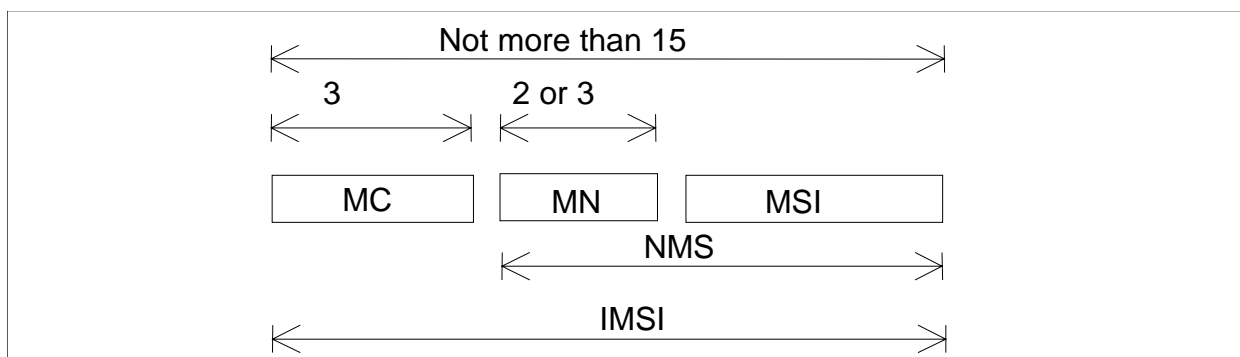 Not more than 15
3 2 or 3
MC MN MSI
NMS
IMSI